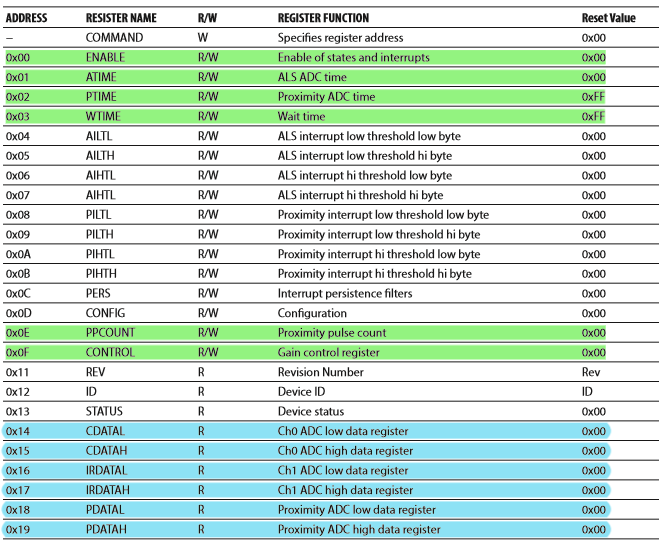 ADDRESS RESISTER NAME R/W REGISTER FUNCTION Reset Value
– COMMAND W Specifies register address 0x00
0x00 ENABLE R/W Enable of states and interrupts 0x00
0x01 ATIME R/W ALS ADC time 0x00
0x02 PTIME R/W Proximity ADC time 0xFF
0x03 WTIME R/W Wait time 0xFF
0x04 AILTL R/W ALS interrupt low threshold low byte 0x00
0x05 AILTH R/W ALS interrupt low threshold hi byte 0x00
0x06 AIHTL R/W ALS interrupt hi threshold low byte 0x00
0x07 AIHTL R/W ALS interrupt hi threshold hi byte 0x00
0x08 PILTL R/W Proximity interrupt low threshold low byte 0x00
0x09 PILTH R/W Proximity interrupt low threshold hi byte 0x00
0x0A PIHTL R/W Proximity interrupt hi threshold low byte 0x00
0x0B PIHTH R/W Proximity interrupt hi threshold hi byte 0x00
0x0C PERS R/W Interrupt persistence filters 0x00
0x0D CONFIG R/W Configuration 0x00
0x0E PPCOUNT R/W Proximity pulse count 0x00
0x0F CONTROL R/W Gain control register 0x00
0x11 REV R Revision Number Rev
0x12 ID R Device ID ID
0x13 STATUS R Device status 0x00
0x14 CDATAL R Ch0 ADC low data register 0x00
0x15 CDATAH R Ch0 ADC high data register 0x00
0x16 IRDATAL R Ch1 ADC low data register 0x00
0x17 IRDATAH R Ch1 ADC high data register 0x00
0x18 PDATAL R Proximity ADC low data register 0x00
0x19 PDATAH R Proximity ADC high data register 0x00